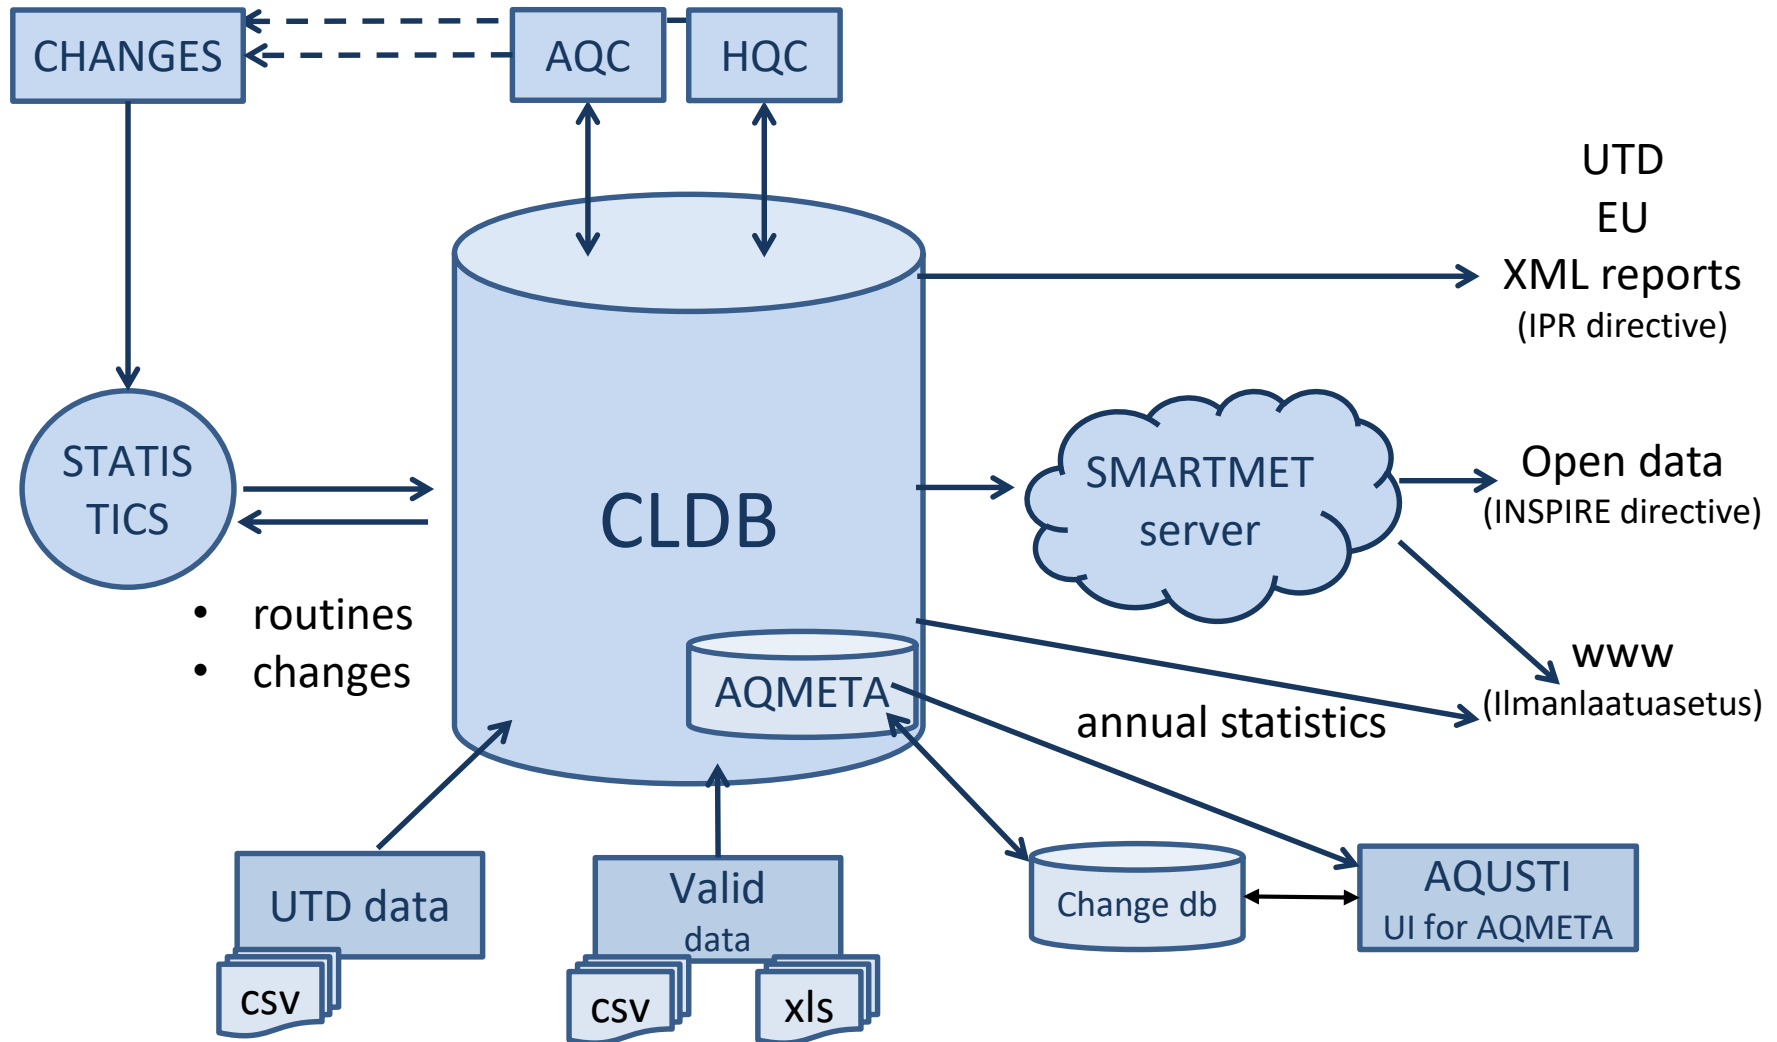 CHANGES
AQC
HQC
UTD
EU
XML reports
(IPR directive)
STATIS
TICS
CLDB
SMARTMET
server
Open data
(INSPIRE directive)
• routines
• changes
AQMETA
www
(Ilmanlaatuasetus)
annual statistics
UTD data
csv
Valid
data
csv
xls
Change db
AQUSTI
UI for AQMETA